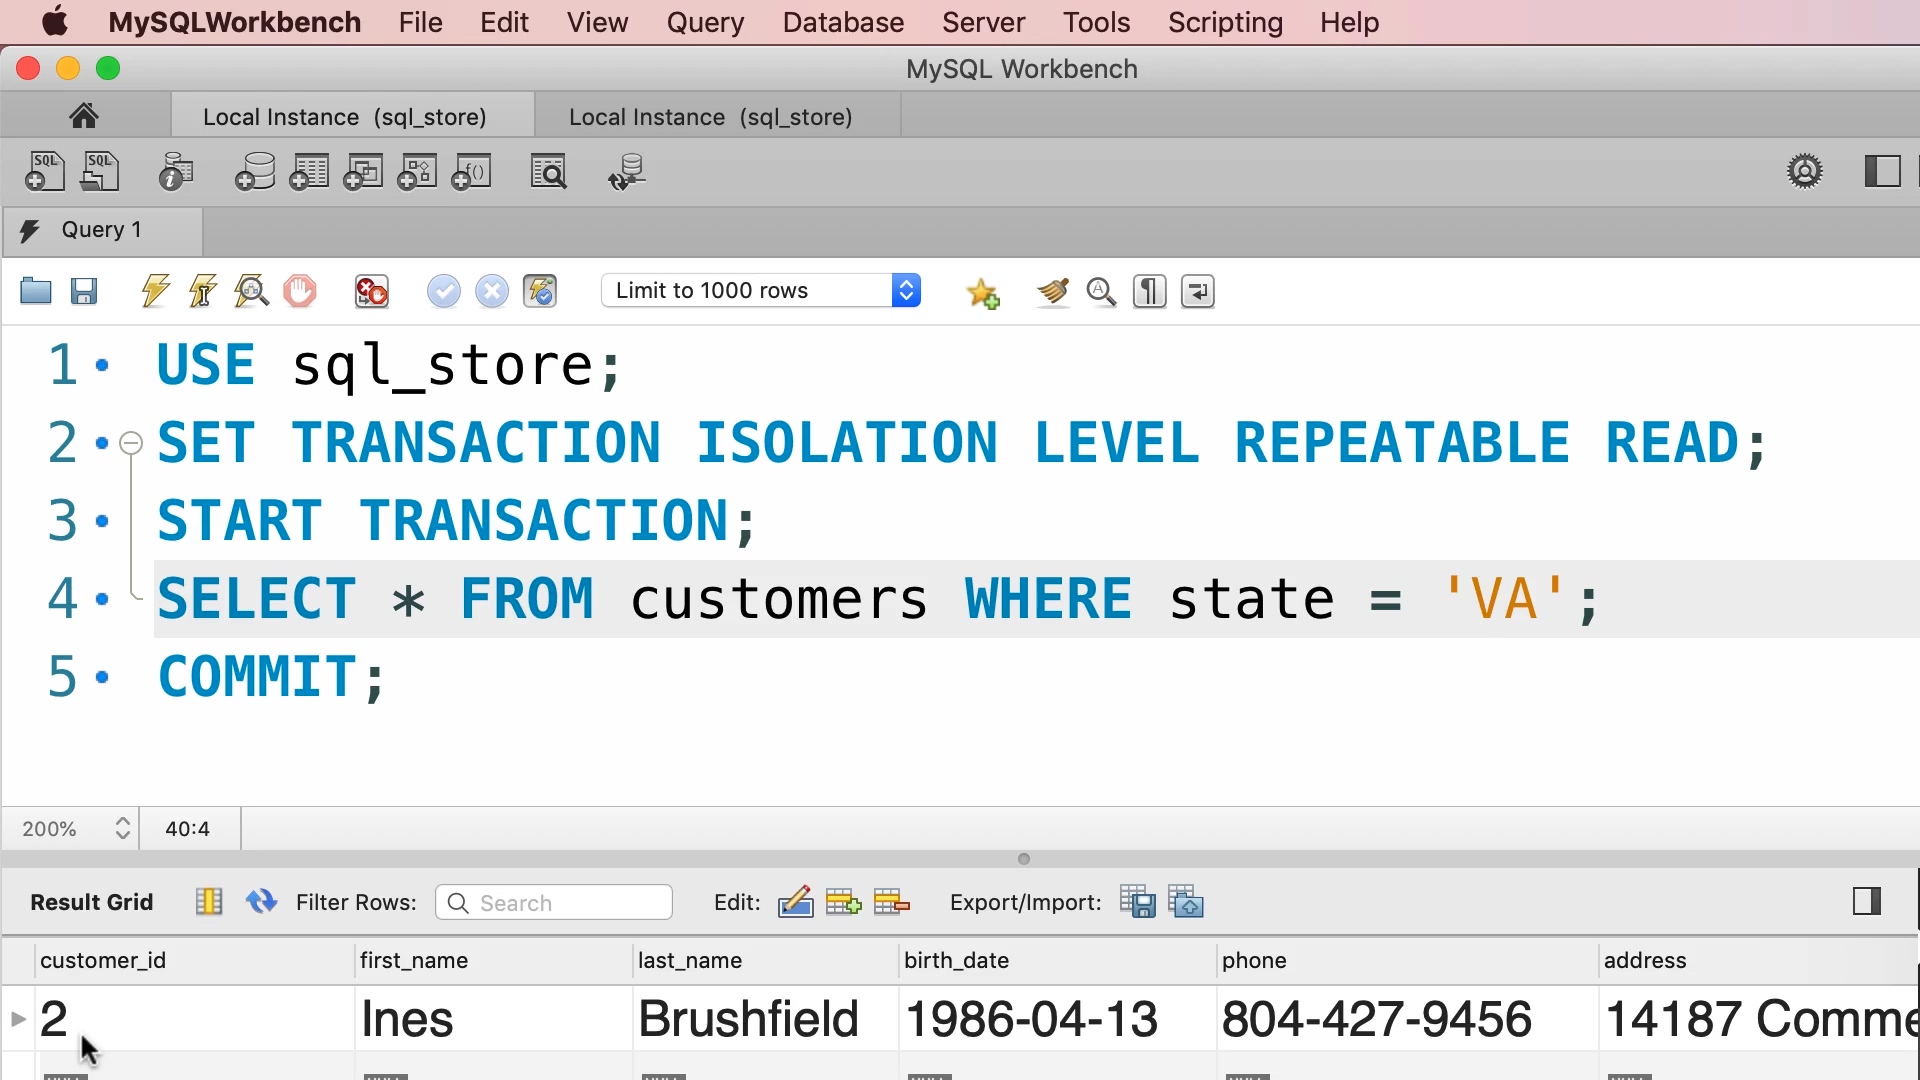 MySQLWorkbench File Edit View Query Database Server Tools Scripting Help
MySQL Workbench
Local Instance (sql_store) Local Instance (sql_store)
SQL SQL
Query 1
Limit to 1000 rows
1 USE sql_store;
2 SET TRANSACTION ISOLATION LEVEL REPEATABLE READ;
3 START TRANSACTION;
4 SELECT * FROM customers WHERE state = 'VA';
5 COMMIT;
200% 40:4
Result Grid Filter Rows: Search Edit: Export/Import:
customer_id first_name last_name birth_date phone address
2 Ines Brushfield 1986-04-13 804-427-9456 14187 Comme